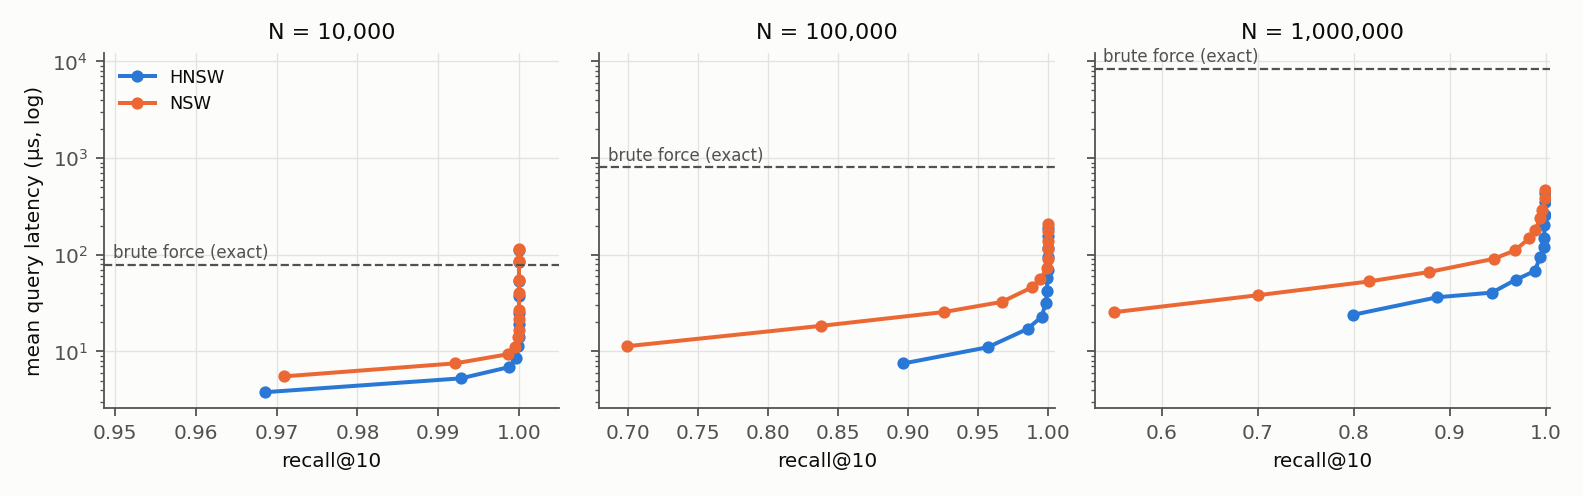 N = 10,000
N = 100,000
N = 1,000,000
mean query latency (µs, log)
10⁴
10³
10²
10¹
HNSW
NSW
brute force (exact)
brute force (exact)
brute force (exact)
0.95 0.96 0.97 0.98 0.99 1.00
0.70 0.75 0.80 0.85 0.90 0.95 1.00
0.6 0.7 0.8 0.9 1.0
recall@10
recall@10
recall@10